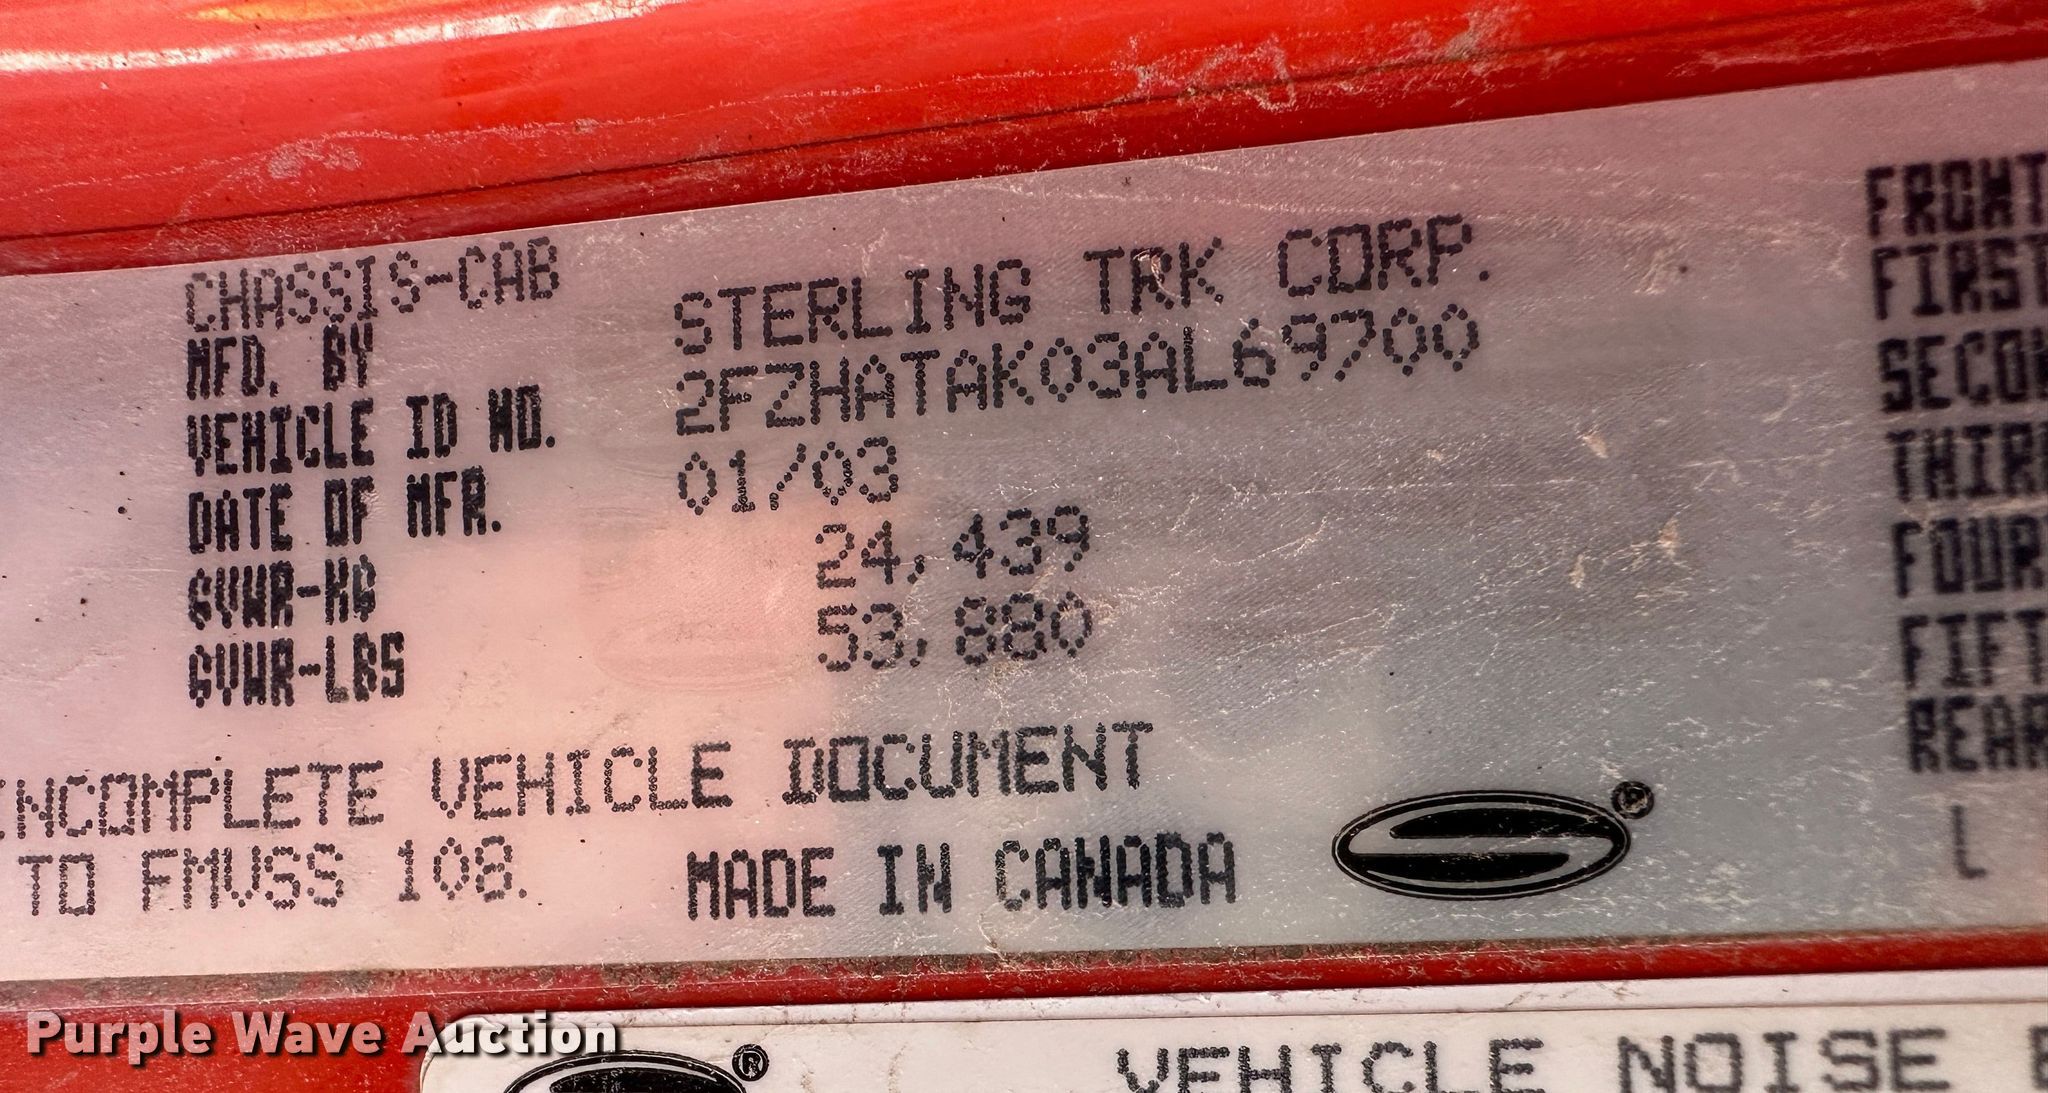 CHASSIS-CAB
MFD. BY STERLING TRK CORP.
VEHICLE ID NO. 2FZHATAK03AL69700
DATE OF MFR. 01/03
GVWR-KG 24,439
GVWR-LBS 53,880
INCOMPLETE VEHICLE DOCUMENT
TO FMVSS 108.
MADE IN CANADA
FRONT
FIRST
SECON
THIR
FOUR
FIFT
REAR
L
®
Purple Wave Auction
®
VEHICLE NOISE E